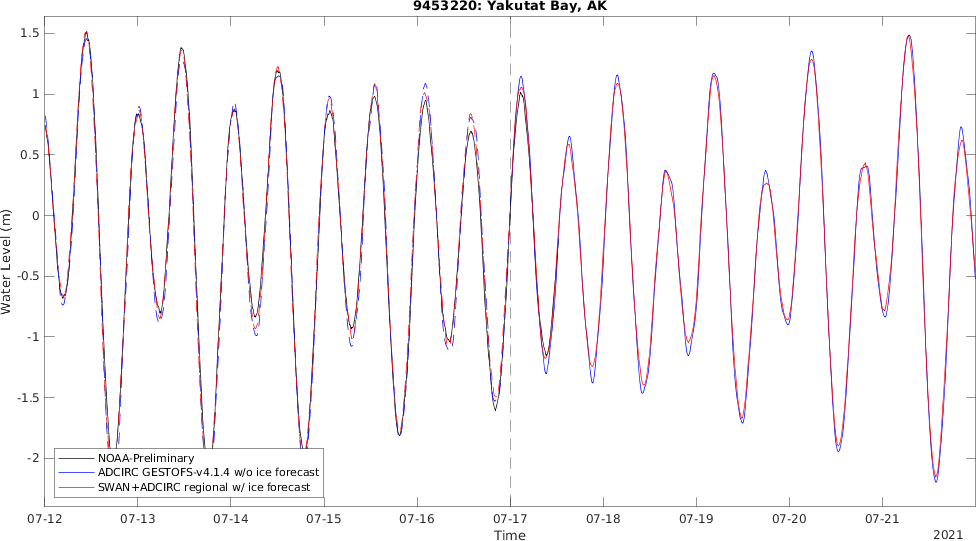 9453220: Yakutat Bay, AK
1.5
1
0.5
0
-0.5
-1
-1.5
-2
Water Level (m)
NOAA-Preliminary
ADCIRC GESTOFS-v4.1.4 w/o ice forecast
SWAN+ADCIRC regional w/ ice forecast
07-12 07-13 07-14 07-15 07-16 07-17 07-18 07-19 07-20 07-21
Time
2021